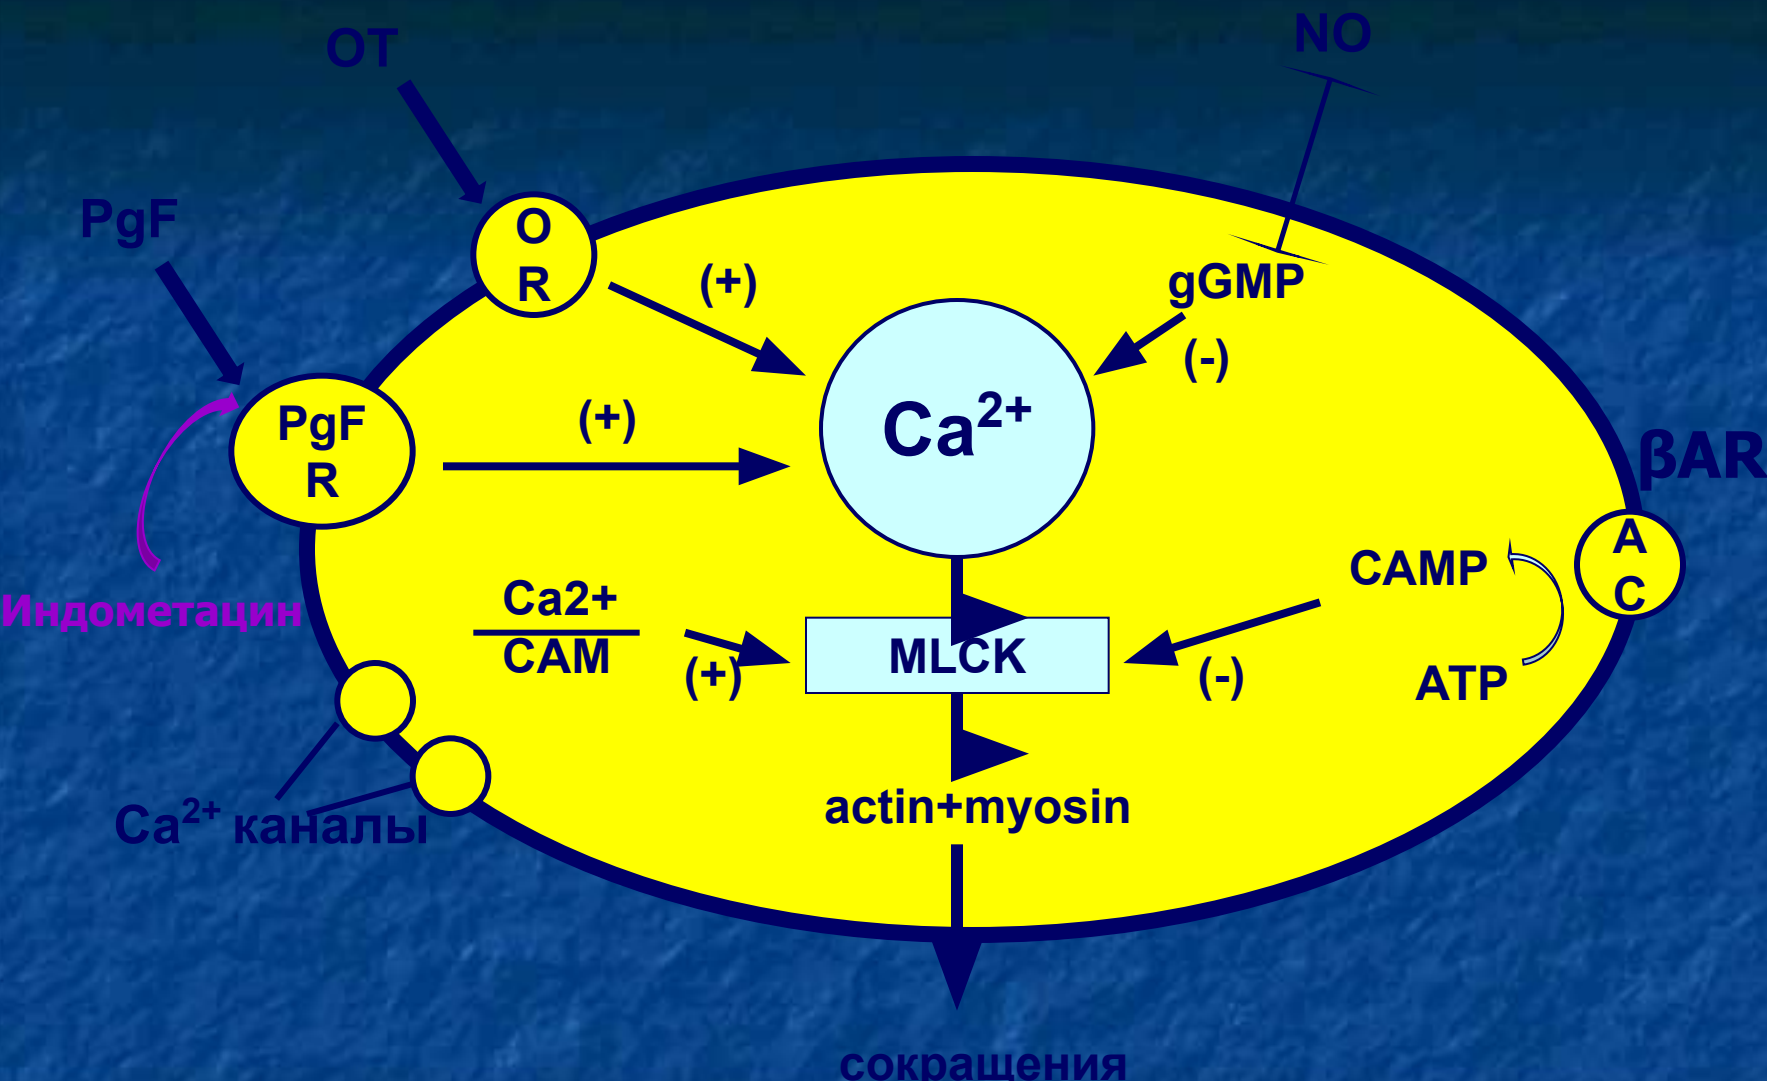 OT
NO
PgF
O
R
(+)
gGMP
(-)
Ca²⁺
PgF
R
(+)
βAR
A
C
CAMP
Индометацин
Ca2+
CAM
(+)
MLCK
(-)
ATP
actin+myosin
Ca²⁺ каналы
сокращения